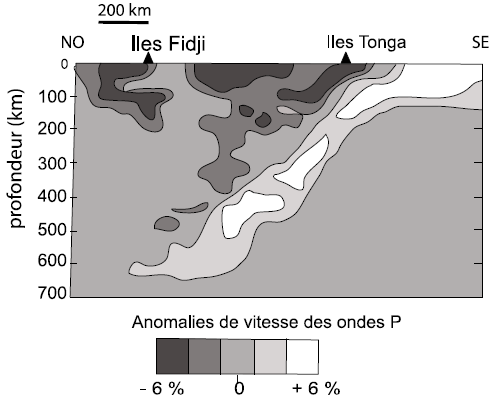 200 km
NO Iles Fidji Iles Tonga SE
0
100
200
300
400
500
600
700
profondeur (km)
Anomalies de vitesse des ondes P
- 6 % 0 + 6 %